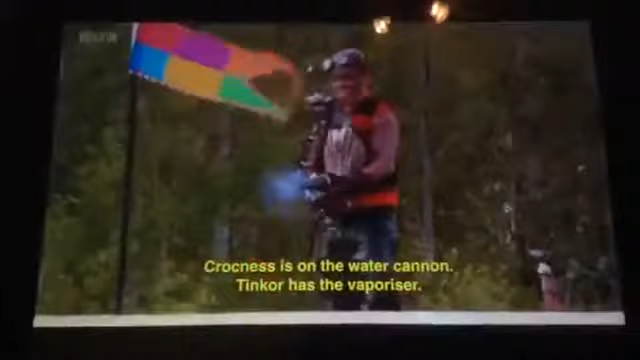 Crocness is on the water cannon.
Tinkor has the vaporiser.